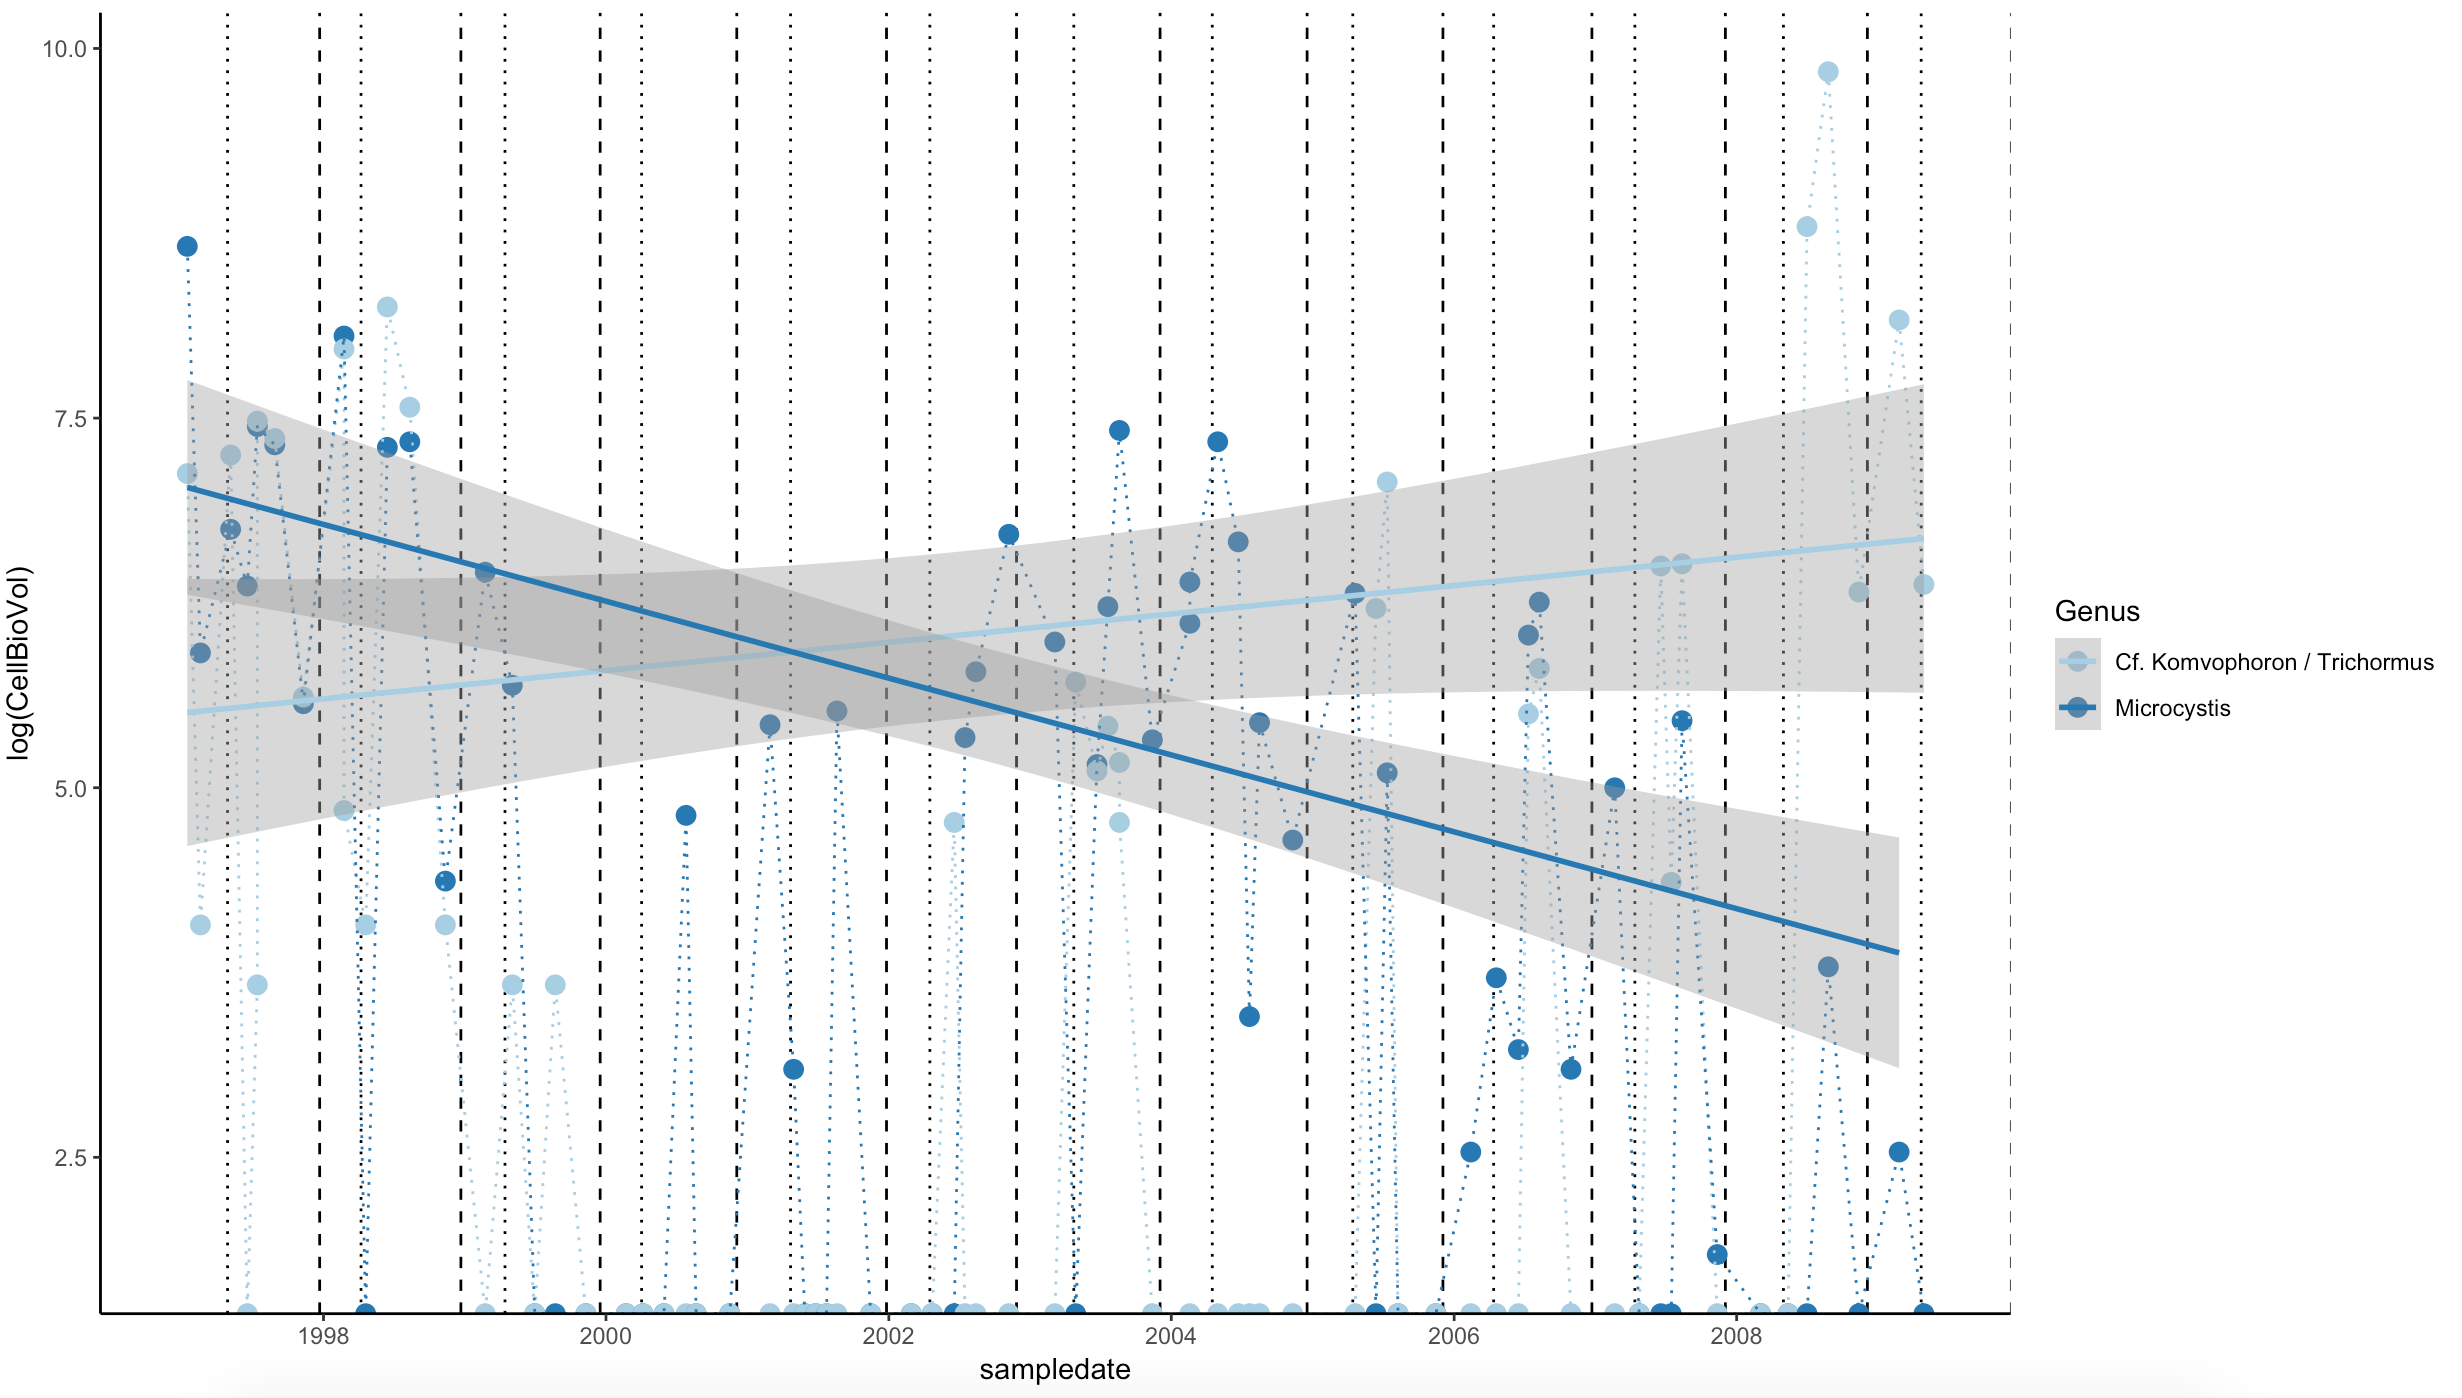 log(CellBioVol)
10.0
7.5
5.0
2.5
1998 2000 2002 2004 2006 2008
sampledate
Genus
Cf. Komvophoron / Trichormus
Microcystis